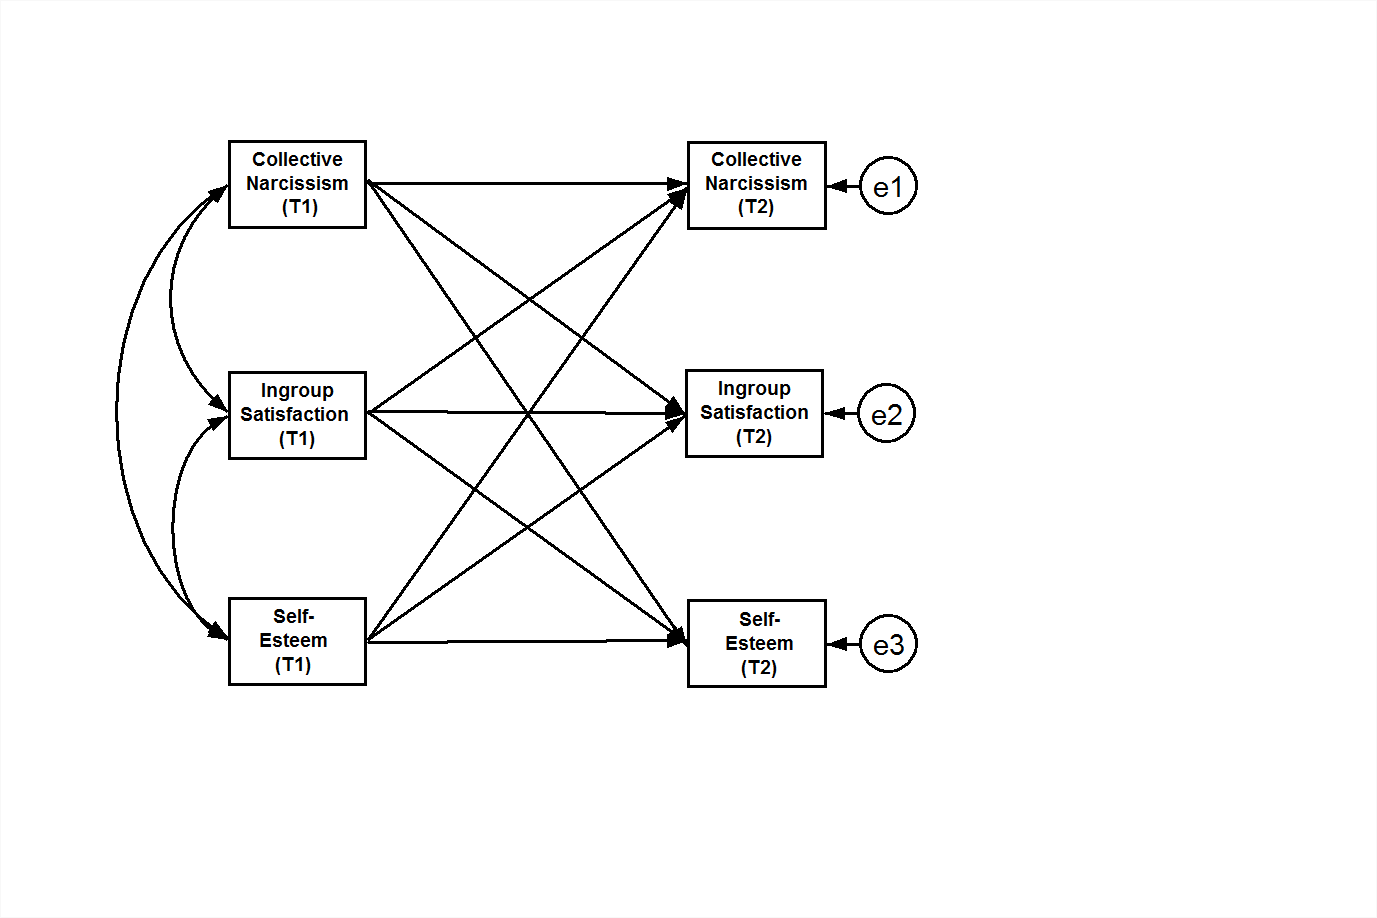 Collective
Narcissism
(T1)
Collective
Narcissism
(T2)
e1
Ingroup
Satisfaction
(T1)
Ingroup
Satisfaction
(T2)
e2
Self-
Esteem
(T1)
Self-
Esteem
(T2)
e3